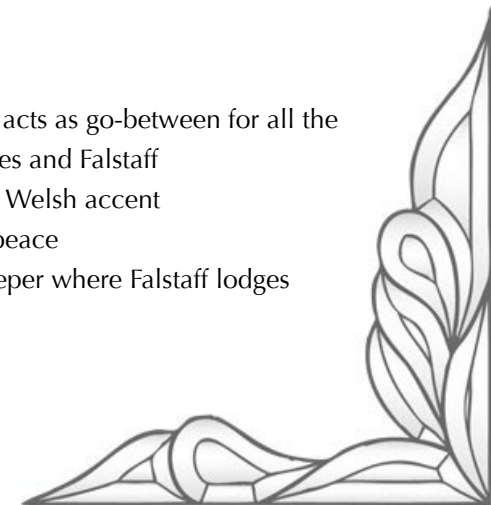 acts as go-between for all the
es and Falstaff
Welsh accent
peace
eper where Falstaff lodges